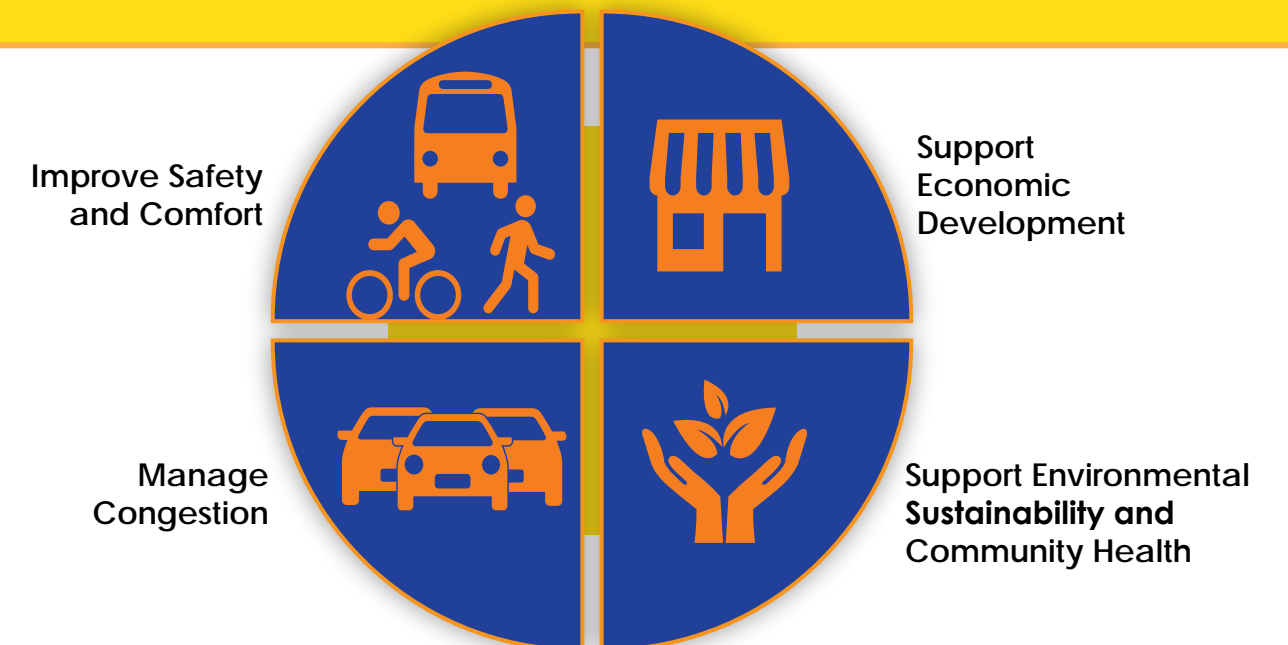 Improve Safety
and Comfort
Support
Economic
Development
Manage
Congestion
Support Environmental
Sustainability and
Community Health